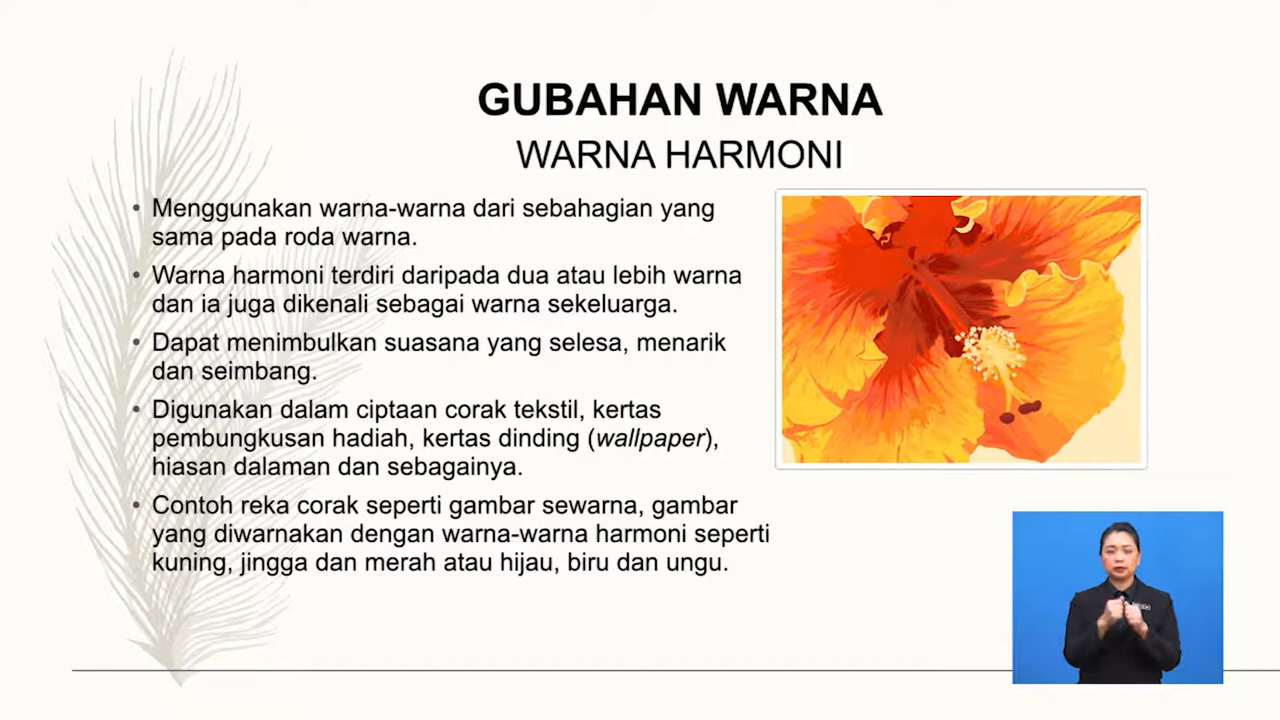 GUBAHAN WARNA
WARNA HARMONI
• Menggunakan warna-warna dari sebahagian yang
sama pada roda warna.
• Warna harmoni terdiri daripada dua atau lebih warna
dan ia juga dikenali sebagai warna sekeluarga.
• Dapat menimbulkan suasana yang selesa, menarik
dan seimbang.
• Digunakan dalam ciptaan corak tekstil, kertas
pembungkusan hadiah, kertas dinding (wallpaper),
hiasan dalaman dan sebagainya.
• Contoh reka corak seperti gambar sewarna, gambar
yang diwarnakan dengan warna-warna harmoni seperti
kuning, jingga dan merah atau hijau, biru dan ungu.